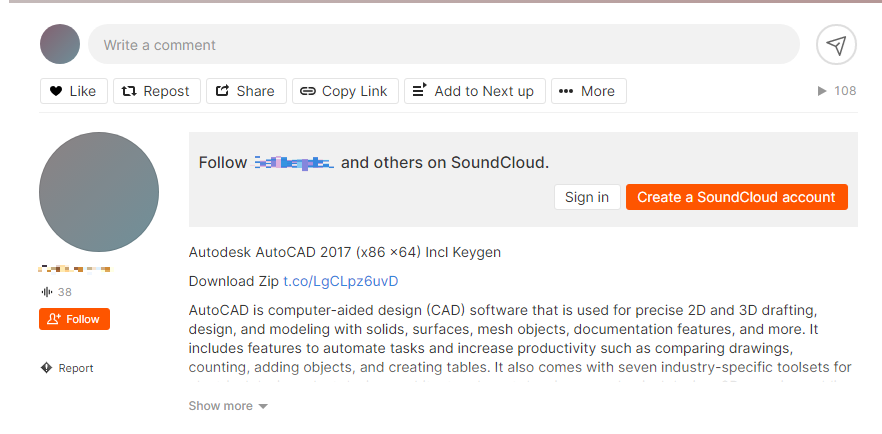 Write a comment
Like Repost Share Copy Link Add to Next up More 108
Follow and others on SoundCloud.
Sign in Create a SoundCloud account
38
Follow
Report
Autodesk AutoCAD 2017 (x86 ×64) Incl Keygen
Download Zip t.co/LgCLpz6uvD
AutoCAD is computer-aided design (CAD) software that is used for precise 2D and 3D drafting,
design, and modeling with solids, surfaces, mesh objects, documentation features, and more. It
includes features to automate tasks and increase productivity such as comparing drawings,
counting, adding objects, and creating tables. It also comes with seven industry-specific toolsets for
Show more